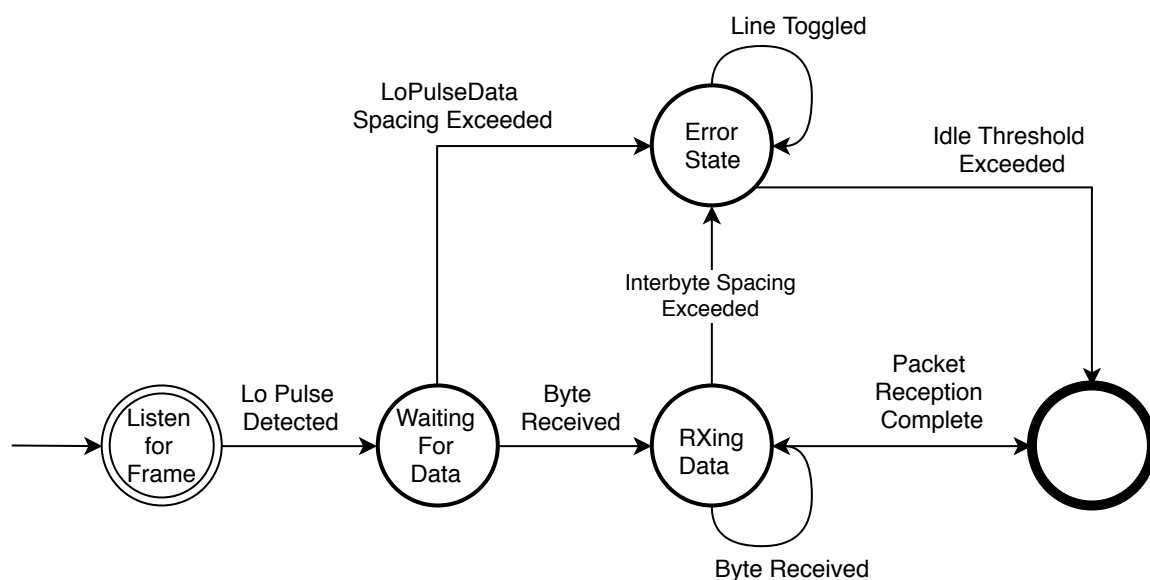 Line Toggled
LoPulseData
Spacing Exceeded
Error
State
Idle Threshold
Exceeded
Interbyte Spacing
Exceeded
Listen
for
Frame
Lo Pulse
Detected
Waiting
For
Data
Byte
Received
RXing
Data
Packet
Reception
Complete
Byte Received